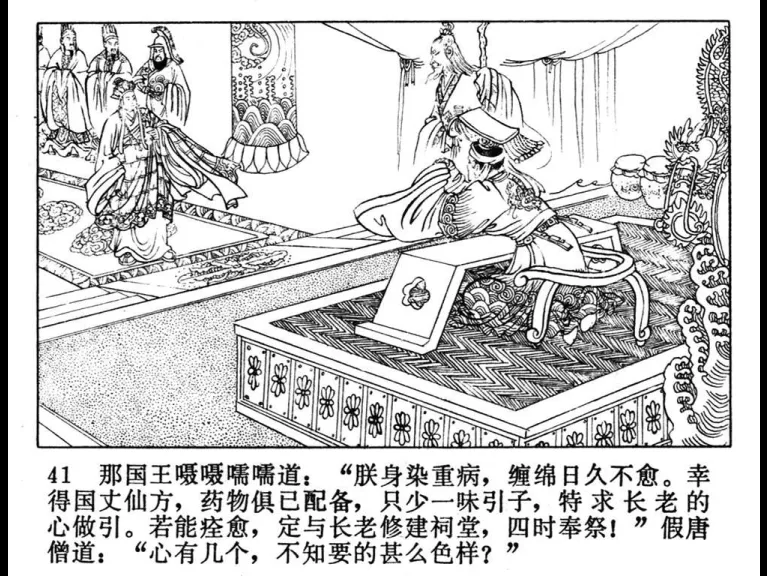 41 那国王嗫嗫嚅嚅道：“朕身染重病，缠绵日久不愈。幸
得国丈仙方，药物俱已配备，只少一味引子，特求长老的
心做引。若能痊愈，定与长老修建祠堂，四时奉祭！”假唐
僧道：“心有几个，不知要的甚么色样？”